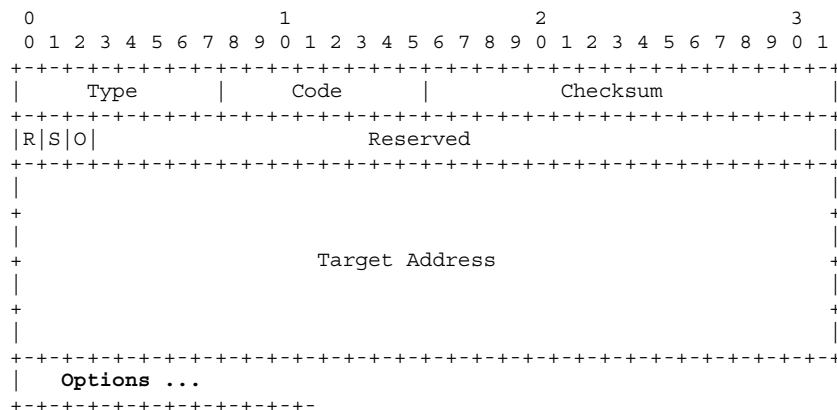 0                   1                   2                   3
 0 1 2 3 4 5 6 7 8 9 0 1 2 3 4 5 6 7 8 9 0 1 2 3 4 5 6 7 8 9 0 1
+-+-+-+-+-+-+-+-+-+-+-+-+-+-+-+-+-+-+-+-+-+-+-+-+-+-+-+-+-+-+-+-+
|     Type      |     Code      |          Checksum             |
+-+-+-+-+-+-+-+-+-+-+-+-+-+-+-+-+-+-+-+-+-+-+-+-+-+-+-+-+-+-+-+-+
|R|S|O|                     Reserved                            |
+-+-+-+-+-+-+-+-+-+-+-+-+-+-+-+-+-+-+-+-+-+-+-+-+-+-+-+-+-+-+-+-+
|                                                               |
+                                                               +
|                                                               |
+                       Target Address                          +
|                                                               |
+                                                               +
|                                                               |
+-+-+-+-+-+-+-+-+-+-+-+-+-+-+-+-+-+-+-+-+-+-+-+-+-+-+-+-+-+-+-+-+
|   Options ...
+-+-+-+-+-+-+-+-+-+-+-+-